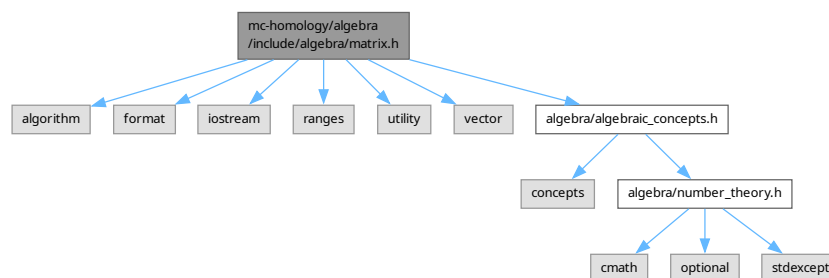 mc-homology/algebra
/include/algebra/matrix.h
algorithm
format
iostream
ranges
utility
vector
algebra/algebraic_concepts.h
concepts
algebra/number_theory.h
cmath
optional
stdexcept